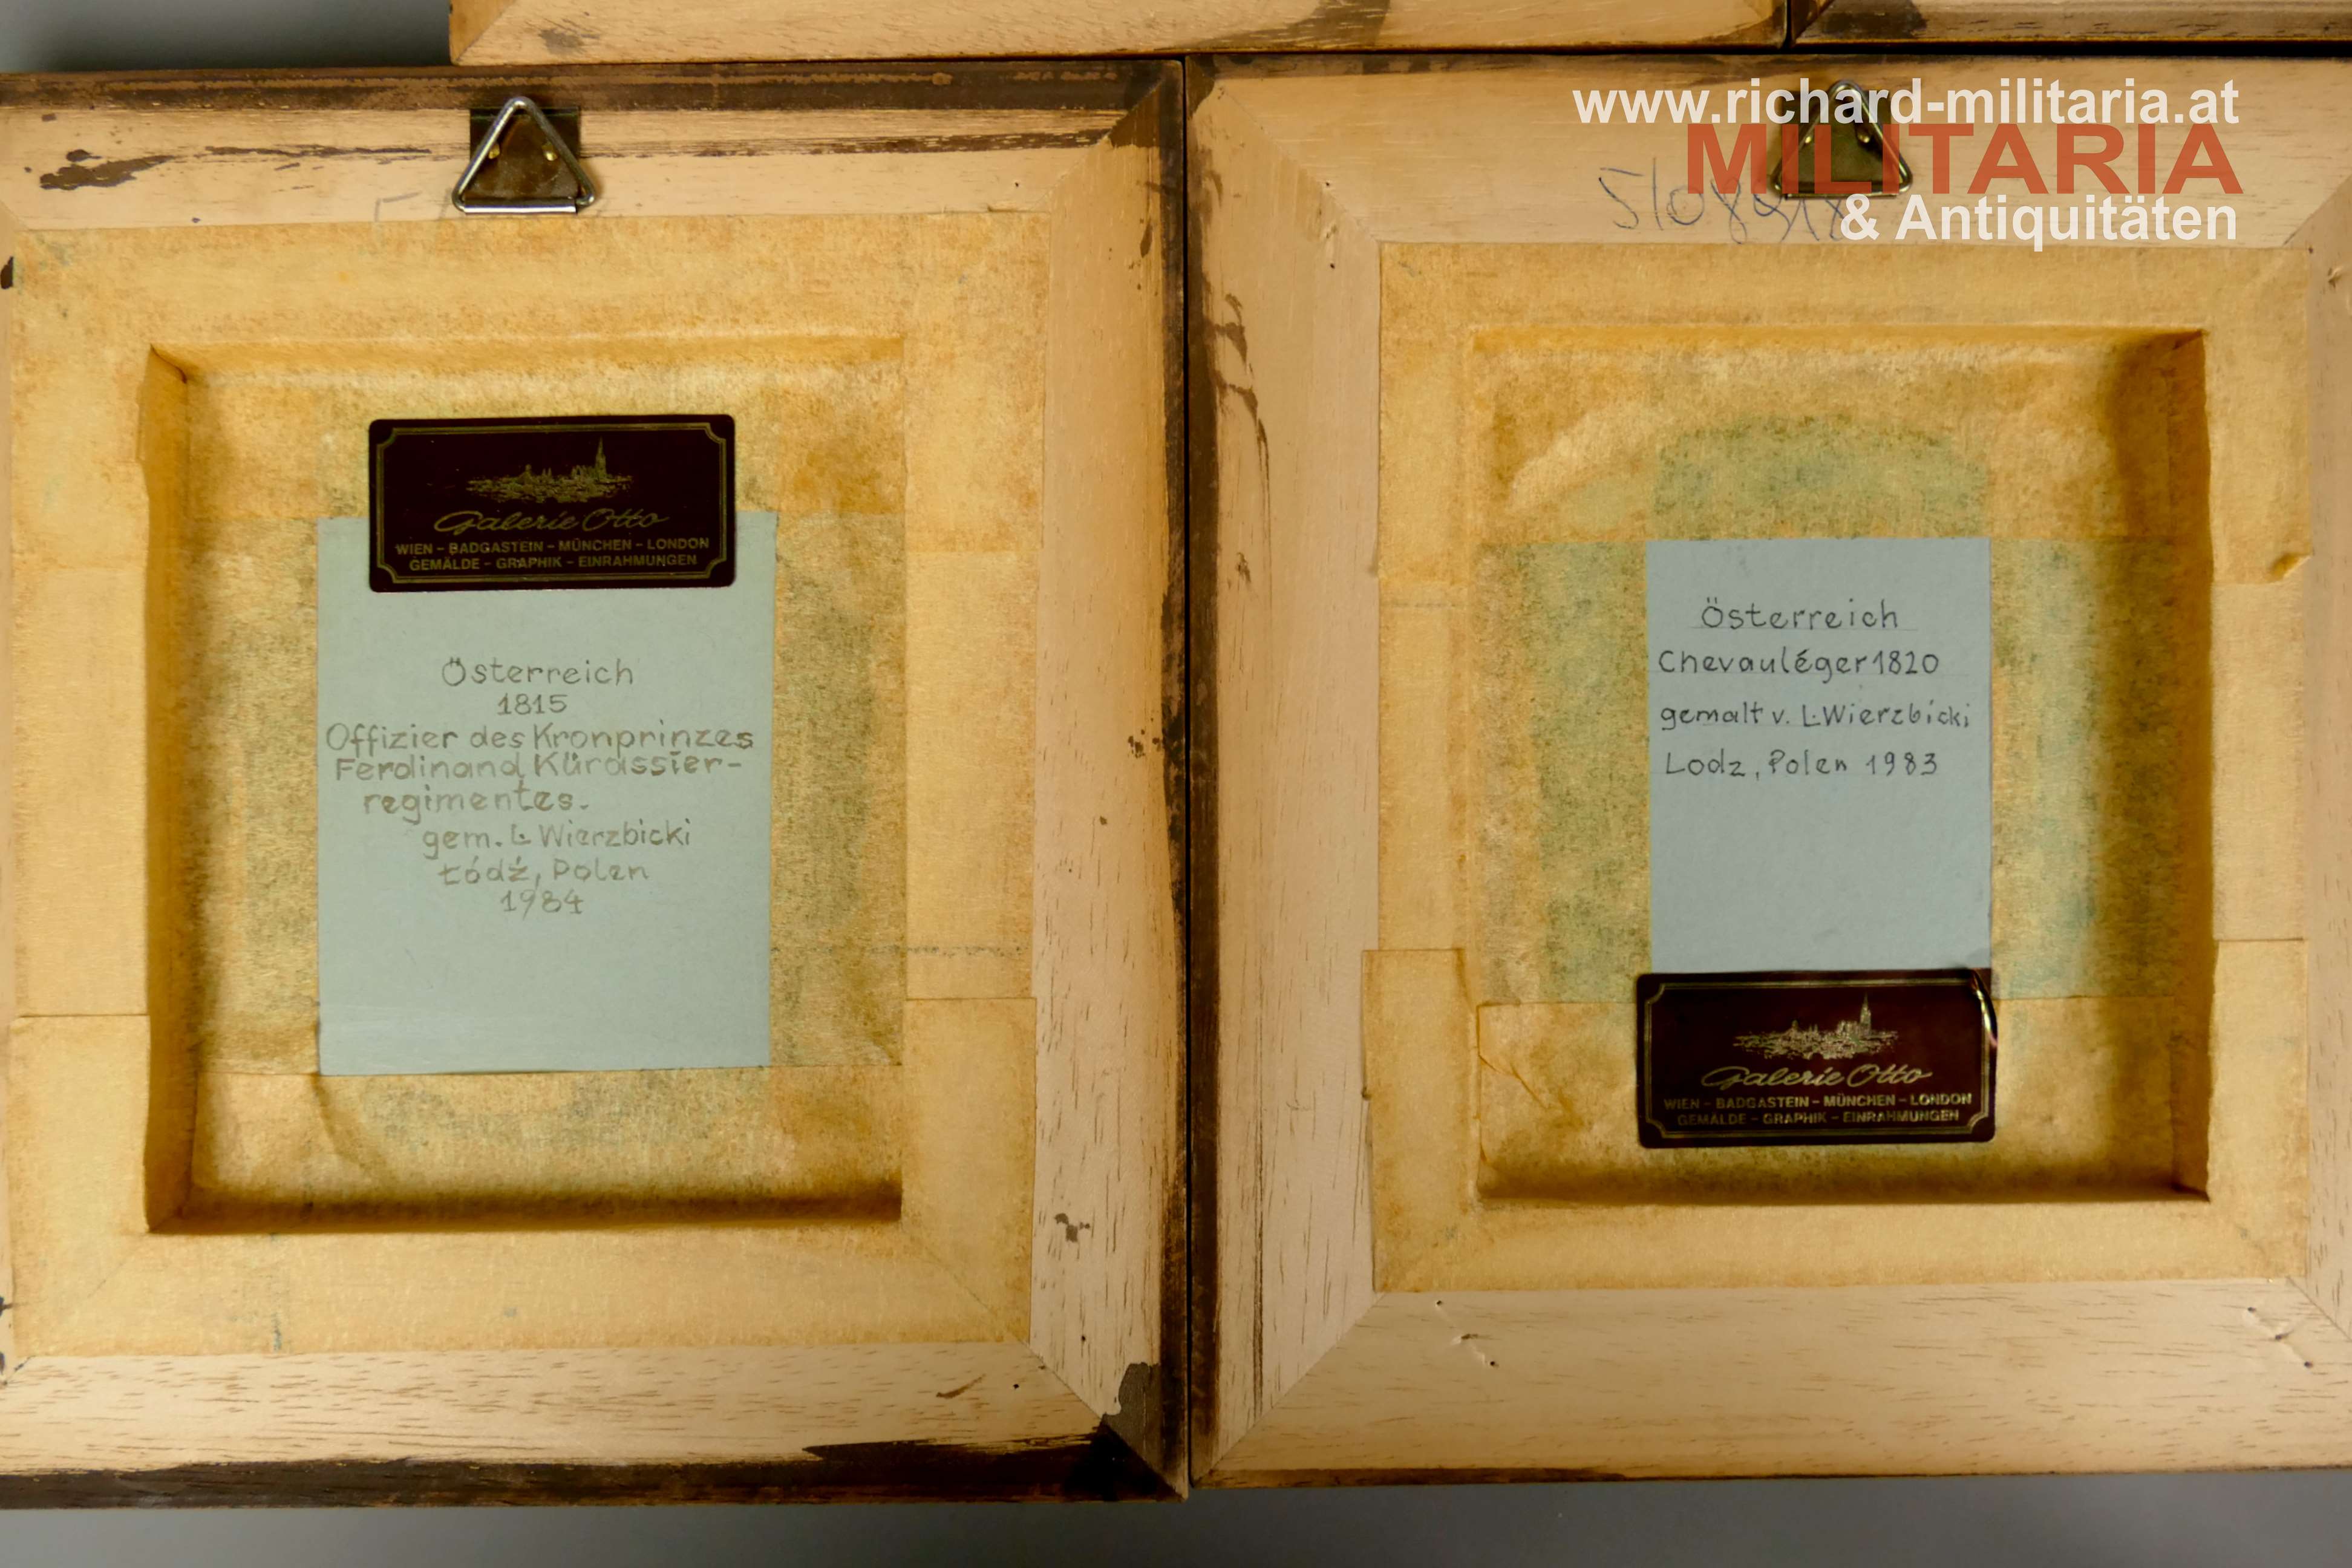 www.richard-militaria.at
MILITARIA
& Antiquitäten
Galerie Otto
WIEN – BADGASTEIN – MÜNCHEN – LONDON
GEMÄLDE – GRAPHIK – EINRAHMUNGEN
Österreich
1815
Offizier des Kronprinzes
Ferdinand Kürassier-
regimentes.
gem. L. Wierzbicki
Łódź, Polen
1984
Österreich
Chevauléger 1820
gemalt v. L. Wierzbicki
Lodz, Polen 1983
Galerie Otto
WIEN – BADGASTEIN – MÜNCHEN – LONDON
GEMÄLDE – GRAPHIK – EINRAHMUNGEN